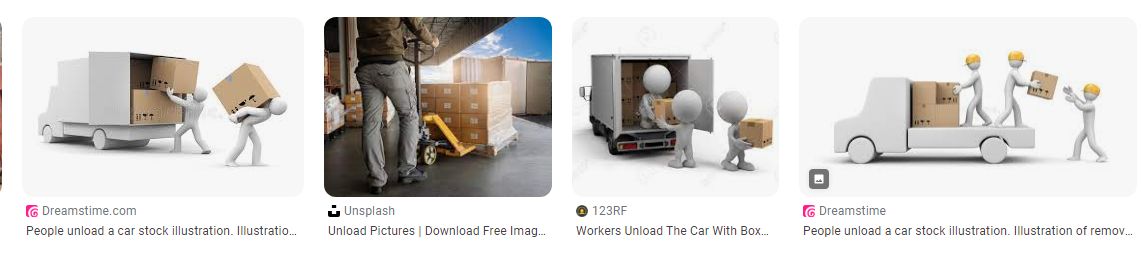 Dreamstime.com
People unload a car stock illustration. Illustratio...
Unsplash
Unload Pictures | Download Free Imag...
123RF
Workers Unload The Car With Box...
Dreamstime
People unload a car stock illustration. Illustration of remov...